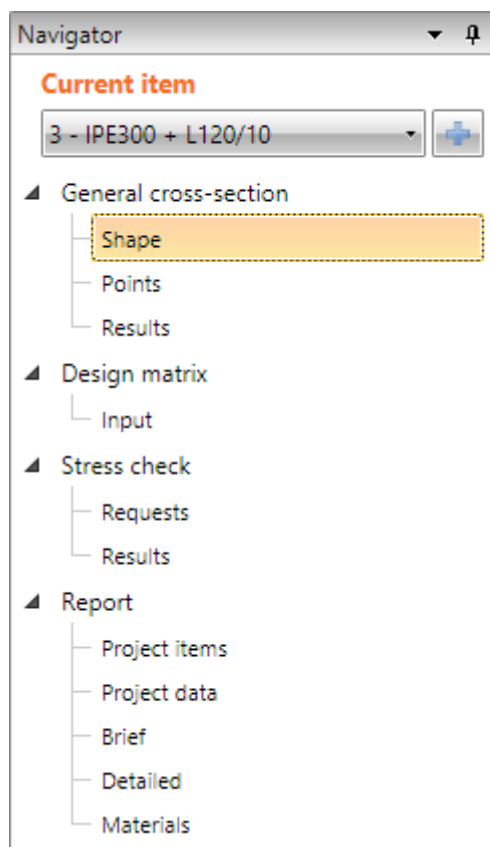 Navigator
Current item
3 - IPE300 + L120/10
General cross-section
Shape
Points
Results
Design matrix
Input
Stress check
Requests
Results
Report
Project items
Project data
Brief
Detailed
Materials